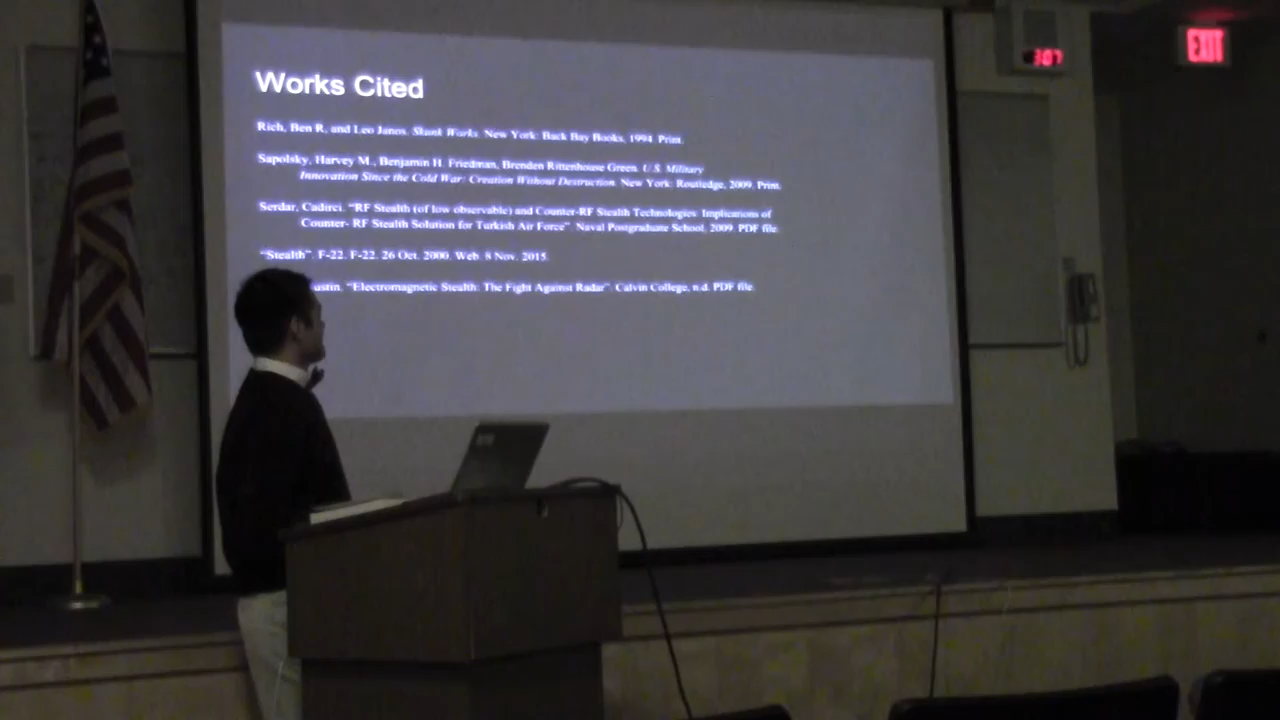 Works Cited
Rich, Ben R, and Leo Janos. Skunk Works. New York: Back Bay Books, 1994. Print.
Sapolsky, Harvey M., Benjamin H. Friedman, Brenden Rittenhouse Green. U.S. Military
Innovation Since the Cold War: Creation Without Destruction. New York: Routledge, 2009. Print.
Serdar, Cadirci. “RF Stealth (of low observable) and Counter-RF Stealth Technologies: Implications of
Counter- RF Stealth Solution for Turkish Air Force”. Naval Postgraduate School. 2009. PDF file.
“Stealth”. F-22. F-22. 26 Oct. 2000. Web. 8 Nov. 2015.
ustin. “Electromagnetic Stealth: The Fight Against Radar”. Calvin College, n.d. PDF file.
307
EXIT